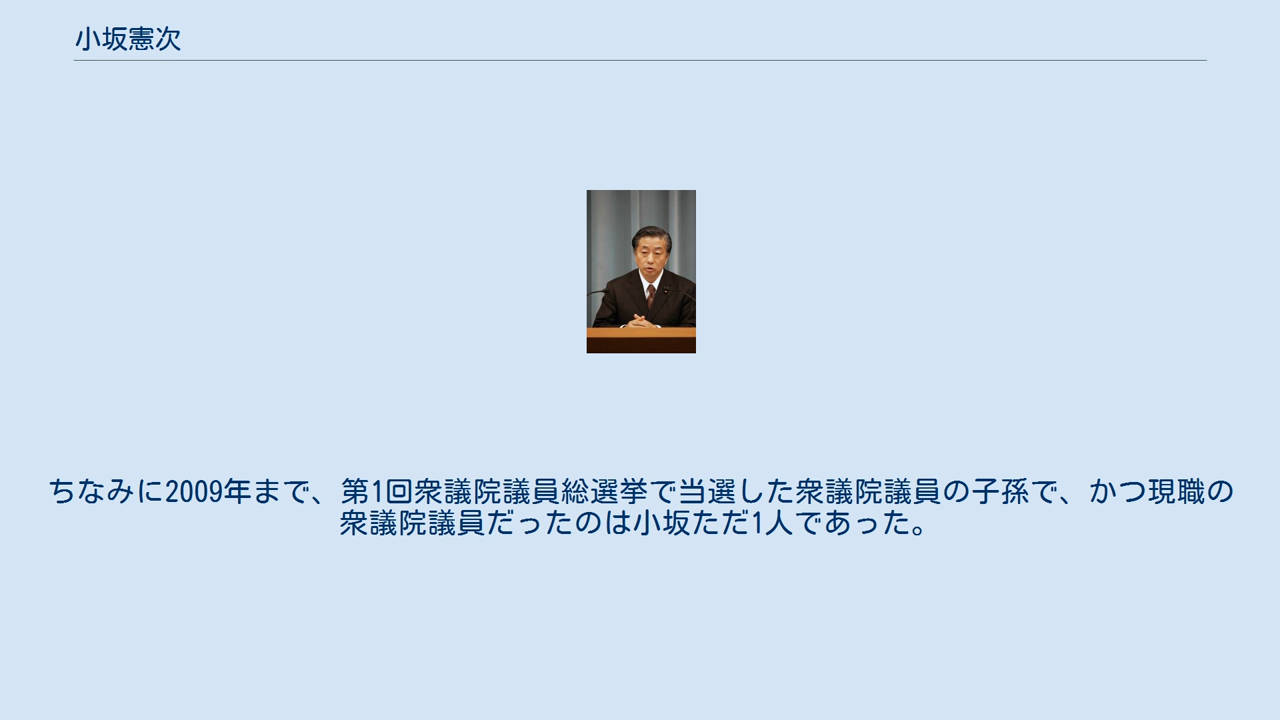 小坂憲次
ちなみに2009年まで、第1回衆議院議員総選挙で当選した衆議院議員の子孫で、かつ現職の
衆議院議員だったのは小坂ただ1人であった。